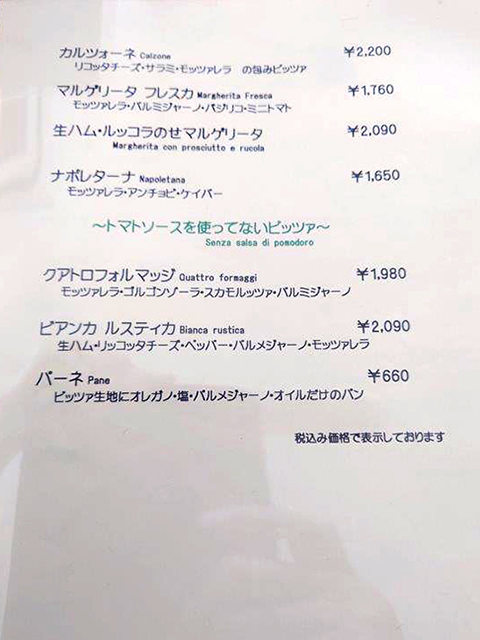 カルツォーネ Calzone ¥2,200
リコッタチーズ・サラミ・モッツァレラ の包みピッツァ
マルゲリータ フレスカ Margherita Fresca ¥1,760
モッツァレラ・パルミジャーノ・バジリコ・ミニトマト
生ハム・ルッコラのせマルゲリータ ¥2,090
Margherita con prosciutto e rucola
ナポレターナ Napoletana ¥1,650
モッツァレラ・アンチョビ・ケイパー
～トマトソースを使ってないピッツァ～
Senza salsa di pomodoro
クアトロフォルマッジ Quattro formaggi ¥1,980
モッツァレラ・ゴルゴンゾーラ・スカモルッツァ・パルミジャーノ
ビアンカ ルスティカ Bianca rustica ¥2,090
生ハム・リッコッタチーズ・ペッパー・パルメジャーノ・モッツァレラ
パーネ Pane ¥660
ピッツァ生地にオレガノ・塩・パルメジャーノ・オイルだけのパン
税込み価格で表示しております